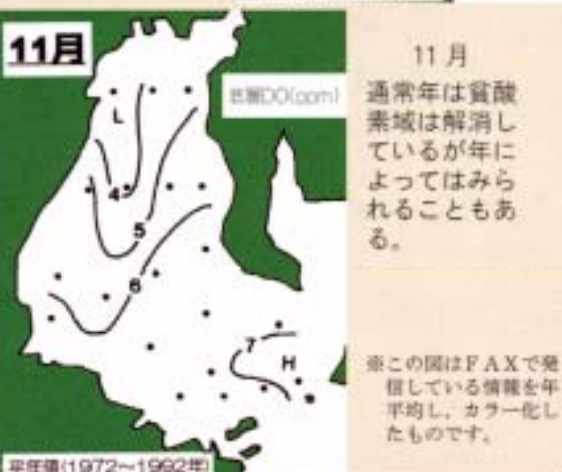 11月
底層DO(ppm)
L
4
5
6
7
H
平年値(1972~1992年)
11月
通常年は貧酸
素域は解消し
ているが年に
よってはみら
れることもあ
る。
※この図はFAXで発
信している情報を年
平均し，カラー化し
たものです。